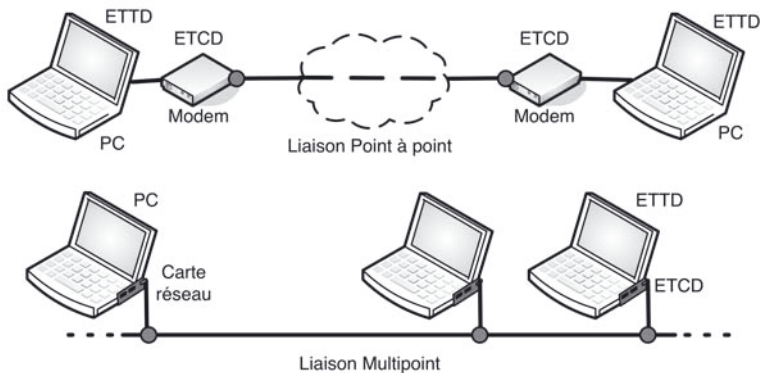 ETTD
ETCD
ETCD
ETTD
Modem
Modem
PC
Liaison Point à point
PC
PC
ETTD
Carte
réseau
ETCD
Liaison Multipoint